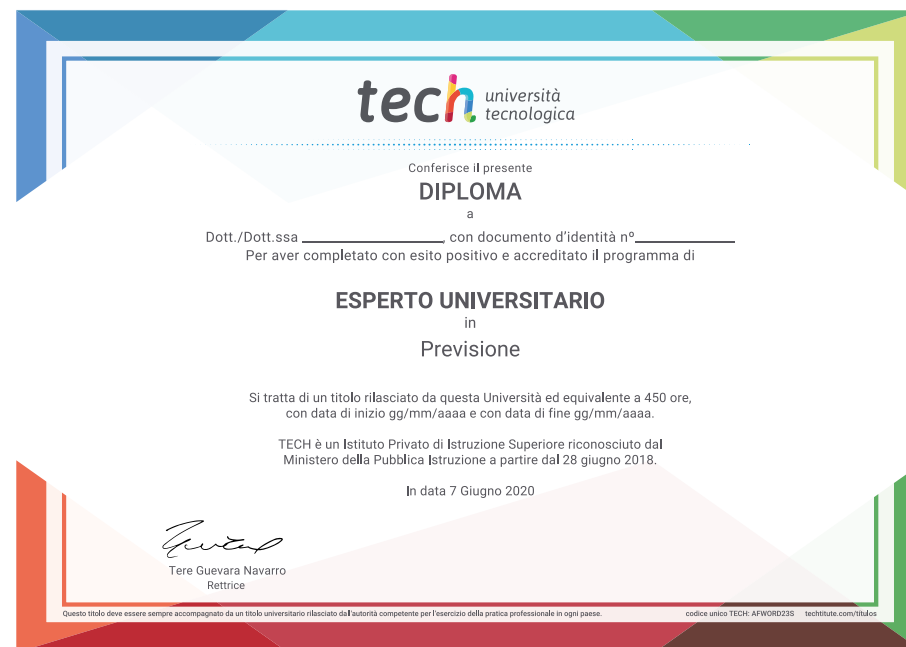 tech università
tecnologica
Conferisce il presente
DIPLOMA
a
Dott./Dott.ssa ________________, con documento d'identità nº____________
Per aver completato con esito positivo e accreditato il programma di
ESPERTO UNIVERSITARIO
in
Previsione
Si tratta di un titolo rilasciato da questa Università ed equivalente a 450 ore,
con data di inizio gg/mm/aaaa e con data di fine gg/mm/aaaa.
TECH è un Istituto Privato di Istruzione Superiore riconosciuto dal
Ministero della Pubblica Istruzione a partire dal 28 giugno 2018.
In data 7 Giugno 2020
Tere Guevara Navarro
Rettrice
Questo titolo deve essere sempre accompagnato da un titolo universitario rilasciato dall'autorità competente per l'esercizio della pratica professionale in ogni paese. codice unico TECH: AFWORD23S techtitute.com/titulos